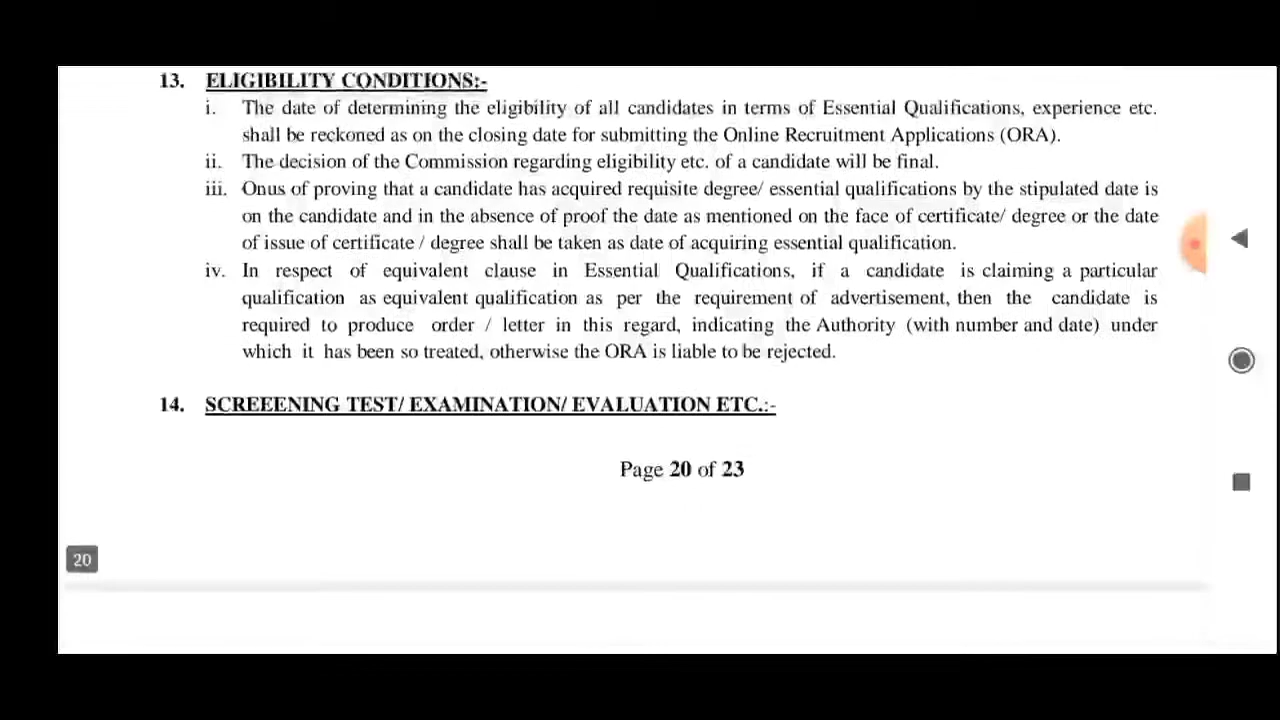 13. ELIGIBILITY CONDITIONS:-
i. The date of determining the eligibility of all candidates in terms of Essential Qualifications, experience etc.
shall be reckoned as on the closing date for submitting the Online Recruitment Applications (ORA).
ii. The decision of the Commission regarding eligibility etc. of a candidate will be final.
iii. Onus of proving that a candidate has acquired requisite degree/ essential qualifications by the stipulated date is
on the candidate and in the absence of proof the date as mentioned on the face of certificate/ degree or the date
of issue of certificate / degree shall be taken as date of acquiring essential qualification.
iv. In respect of equivalent clause in Essential Qualifications, if a candidate is claiming a particular
qualification as equivalent qualification as per the requirement of advertisement, then the candidate is
required to produce order / letter in this regard, indicating the Authority (with number and date) under
which it has been so treated, otherwise the ORA is liable to be rejected.
14. SCREEENING TEST/ EXAMINATION/ EVALUATION ETC.:-
Page 20 of 23
20